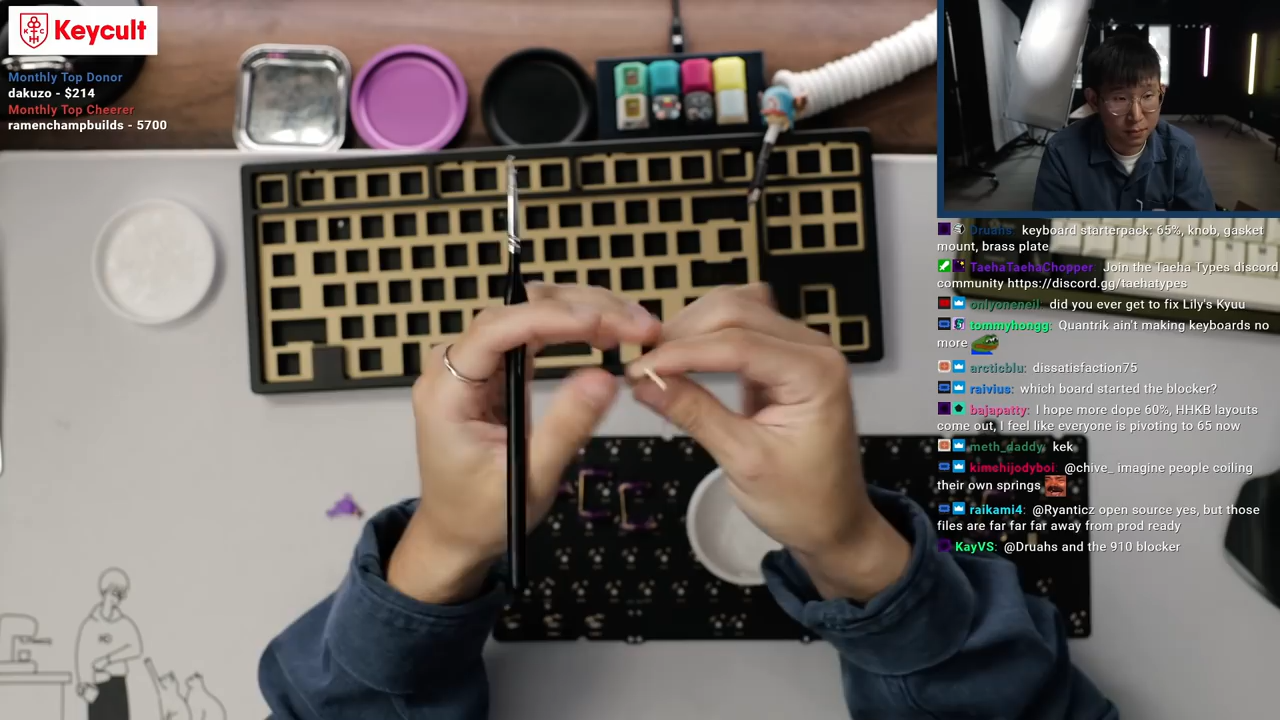 Keycult
Monthly Top Donor
dakuzo - $214
Monthly Top Cheerer
ramenchampbuilds - 5700
Druahs: keyboard starterpack: 65%, knob, gasket
mount, brass plate
TaehaTaehaChopper: Join the Taeha Types discord
community https://discord.gg/taehatypes
onlyoneneil: did you ever get to fix Lily's Kyuu
tommyhongg: Quantrik ain't making keyboards no
more
arcticblu: dissatisfaction75
raivius: which board started the blocker?
bajapatty: I hope more dope 60%, HHKB layouts
come out, I feel like everyone is pivoting to 65 now
meth_daddy: kek
kimchijodyboi: @chive_ imagine people coiling
their own springs
raikami4: @Ryanticz open source yes, but those
files are far far far away from prod ready
KayVS: @Druahs and the 910 blocker